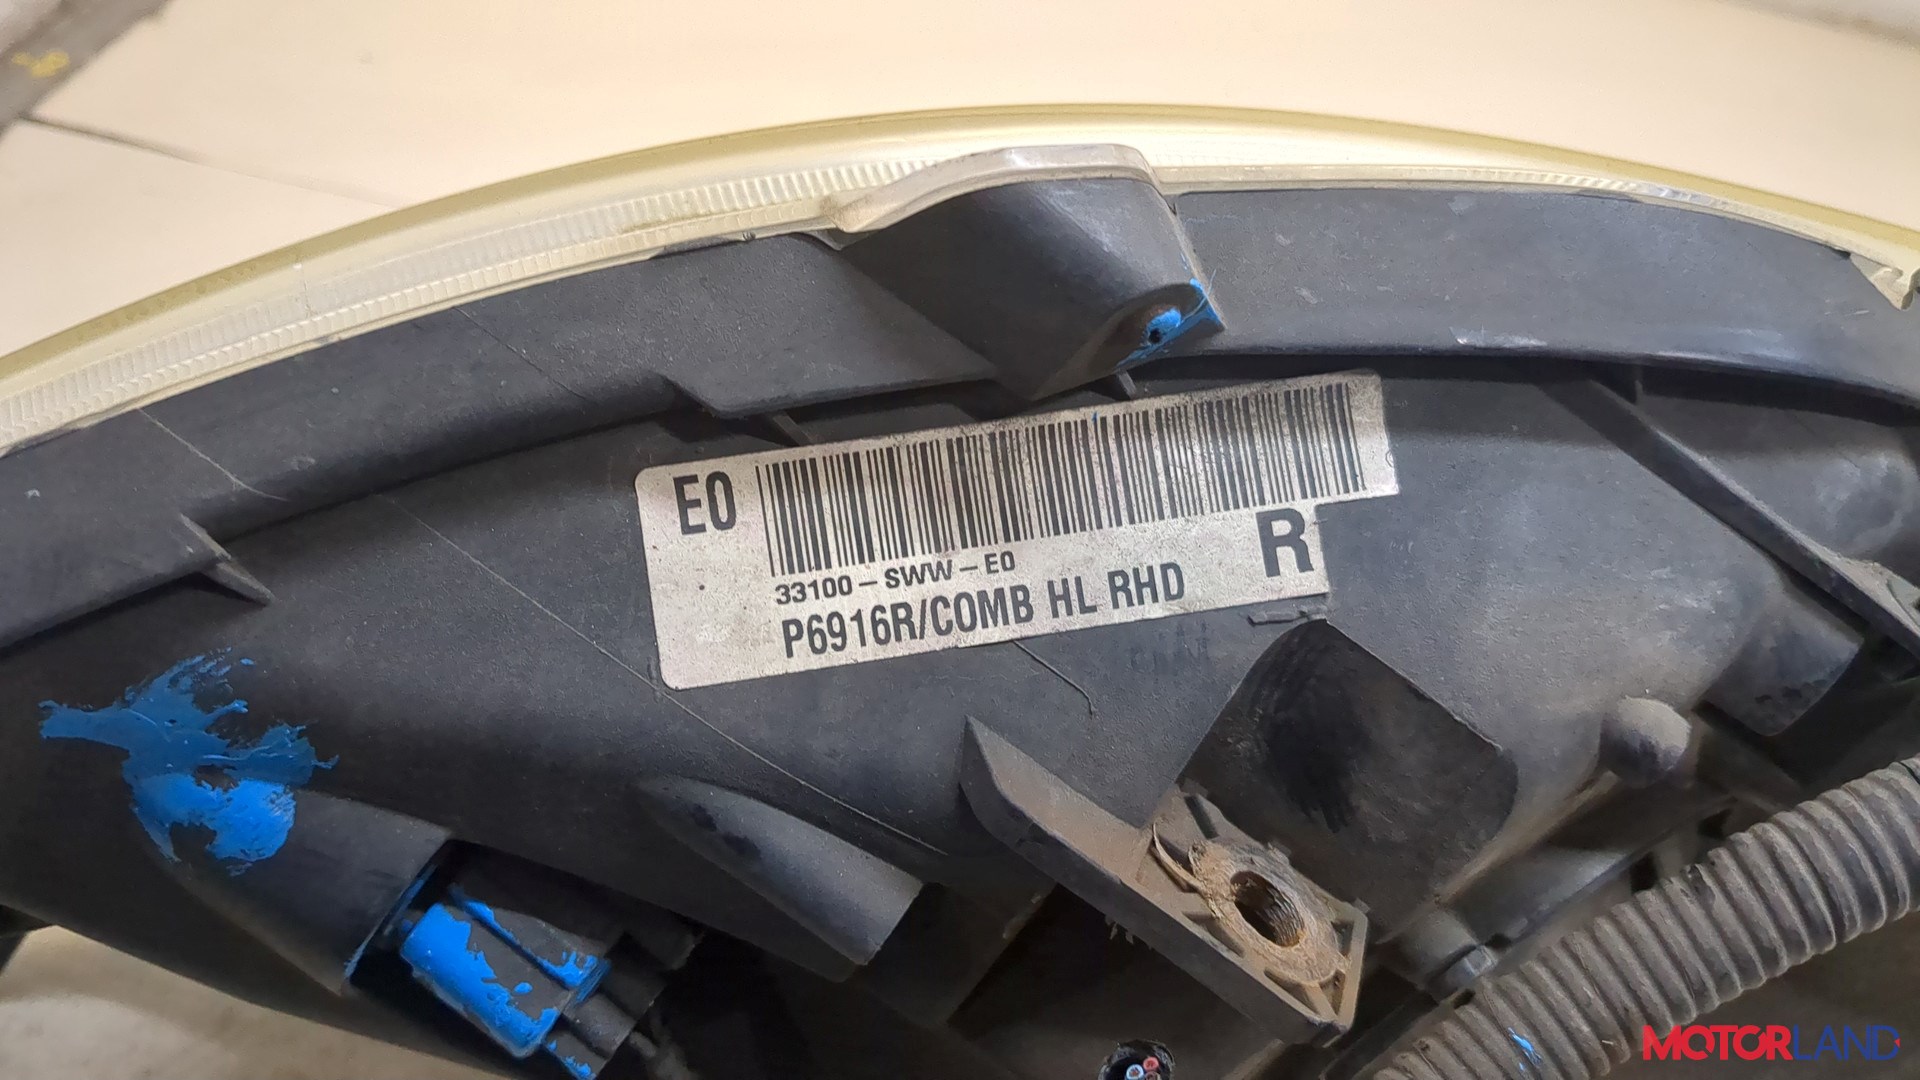 E0
33100-SWW-E0
P6916R/COMB HL RHD
R
MOTORLAND